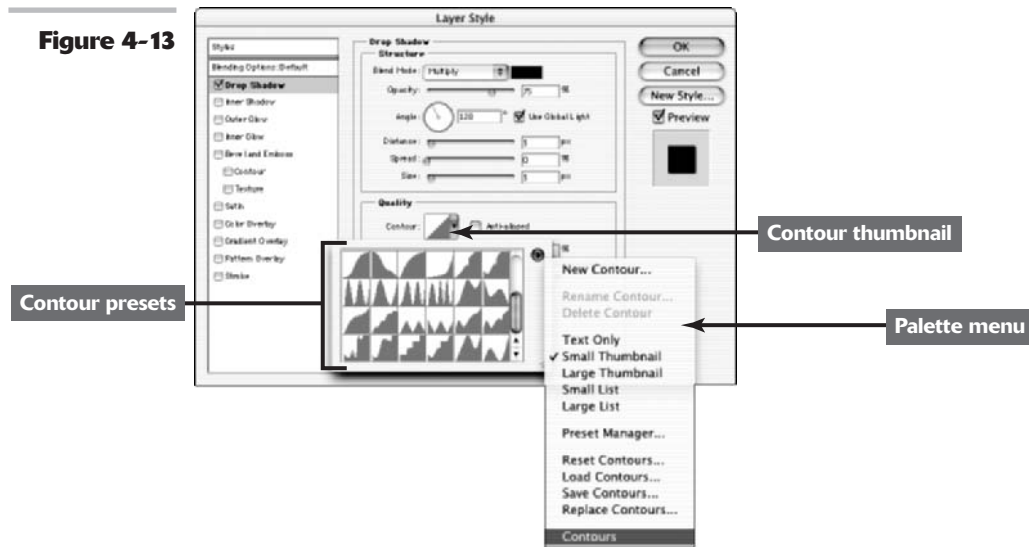 Figure 4-13
Layer Style
Styles
Blending Options: Default
Drop Shadow
Inner Shadow
Outer Glow
Inner Glow
Bevel and Emboss
Contour
Texture
Satin
Color Overlay
Gradient Overlay
Pattern Overlay
Stroke
Drop Shadow
Structure
Blend Mode: Multiply
Opacity: 75 %
Angle: 120 ° Use Global Light
Distance: px
Spread: 0 %
Size: px
Quality
Contour: Anti-aliased
%
OK
Cancel
New Style...
Preview
Contour thumbnail
Contour presets
Palette menu
New Contour...
Rename Contour...
Delete Contour
Text Only
✓ Small Thumbnail
Large Thumbnail
Small List
Large List
Preset Manager...
Reset Contours...
Load Contours...
Save Contours...
Replace Contours...
Contours